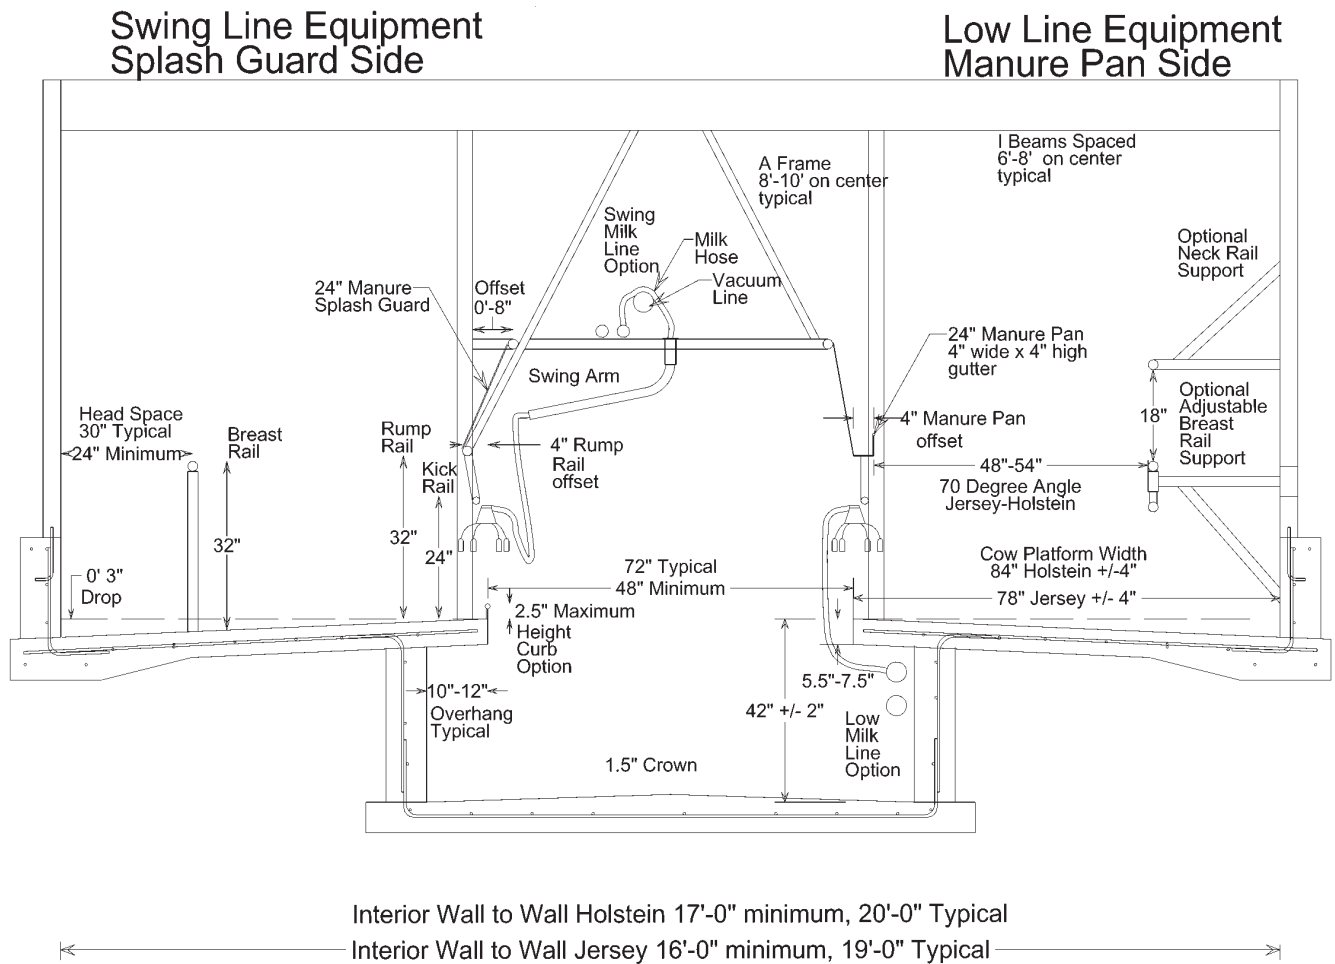 Swing Line Equipment
Splash Guard Side
Low Line Equipment
Manure Pan Side
I Beams Spaced
6'-8' on center
typical
A Frame
8'-10' on center
typical
Swing
Milk
Line
Option
Milk
Hose
Vacuum
Line
Optional
Neck Rail
Support
24" Manure
Splash Guard
Offset
0'-8"
24" Manure Pan
4" wide x 4" high
gutter
Swing Arm
Optional
Adjustable
Breast
Rail
Support
18"
Head Space
30" Typical
24" Minimum
Breast
Rail
Rump
Rail
Kick
Rail
4" Rump
Rail
offset
4" Manure Pan
offset
48"-54"
70 Degree Angle
Jersey-Holstein
32"
32"
24"
Cow Platform Width
84" Holstein +/-4"
78" Jersey +/- 4"
72" Typical
48" Minimum
0' 3"
Drop
2.5" Maximum
Height
Curb
Option
5.5"-7.5"
10"-12"
Overhang
Typical
42" +/- 2"
Low
Milk
Line
Option
1.5" Crown
Interior Wall to Wall Holstein 17'-0" minimum, 20'-0" Typical
Interior Wall to Wall Jersey 16'-0" minimum, 19'-0" Typical